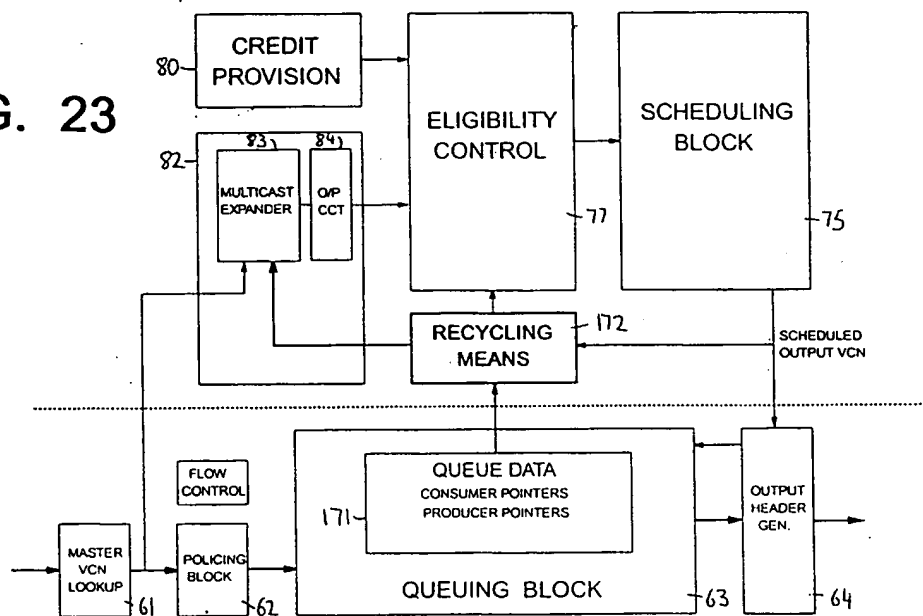 G. 23
80
CREDIT
PROVISION
82
83
84
MULTICAST
EXPANDER
O/P
CCT
ELIGIBILITY
CONTROL
77
SCHEDULING
BLOCK
75
RECYCLING
MEANS
172
SCHEDULED
OUTPUT VCN
FLOW
CONTROL
MASTER
VCN
LOOKUP
61
POLICING
BLOCK
62
171
QUEUE DATA
CONSUMER POINTERS
PRODUCER POINTERS
QUEUING BLOCK
63
OUTPUT
HEADER
GEN.
64